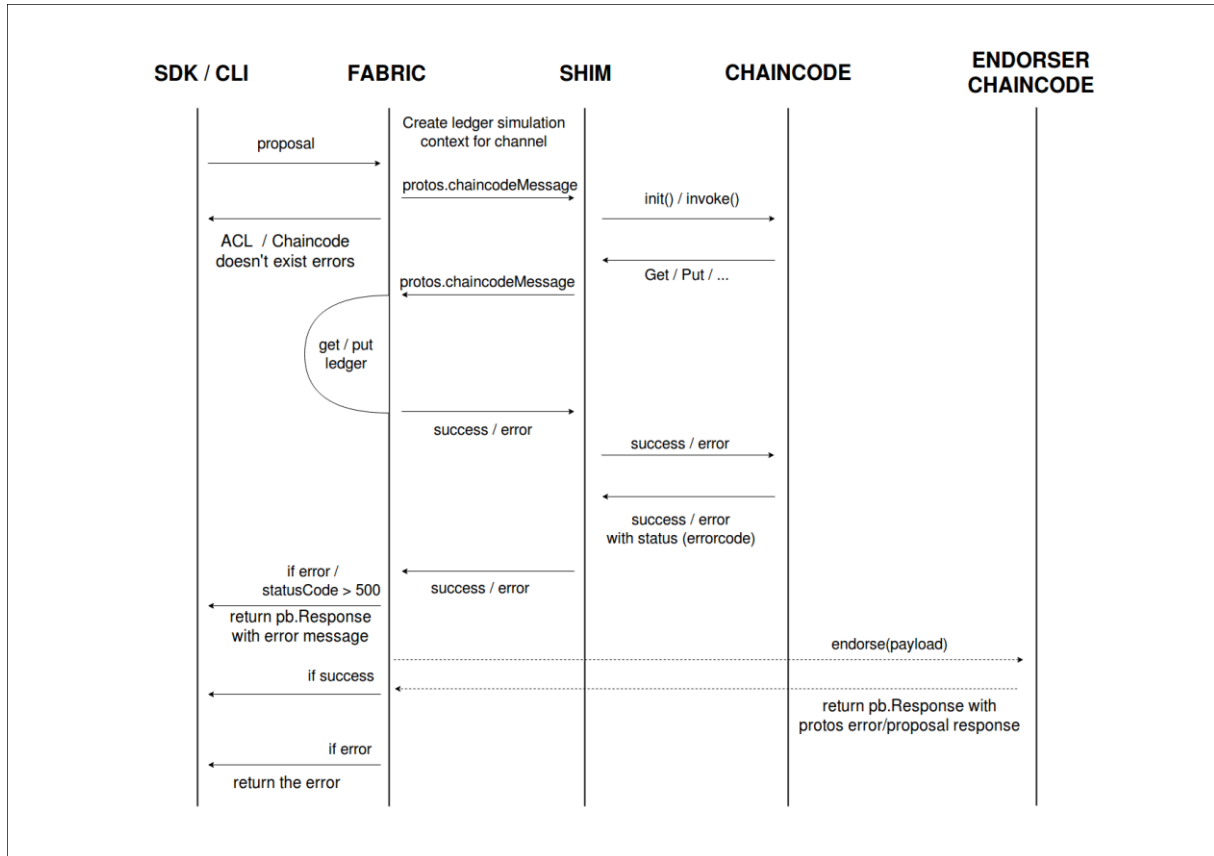 SDK / CLI
FABRIC
SHIM
CHAINCODE
ENDORSER
CHAINCODE
Create ledger simulation
context for channel
proposal
protos.chaincodeMessage
init() / invoke()
ACL / Chaincode
doesn't exist errors
Get / Put / ...
protos.chaincodeMessage
get / put
ledger
success / error
success / error
success / error
with status (errorcode)
if error /
statusCode > 500
success / error
return pb.Response
with error message
endorse(payload)
if success
return pb.Response with
protos error/proposal response
if error
return the error